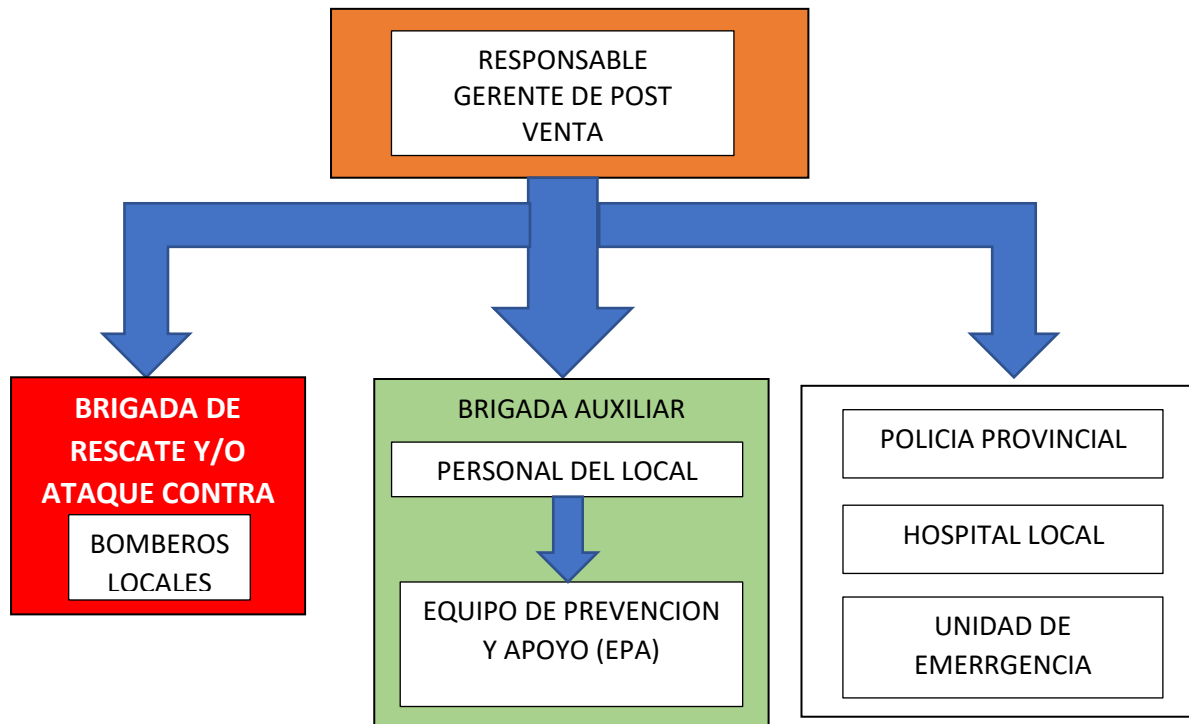 RESPONSABLE
GERENTE DE POST
VENTA
BRIGADA DE
RESCATE Y/O
ATAQUE CONTRA
BOMBEROS
LOCALES
BRIGADA AUXILIAR
PERSONAL DEL LOCAL
EQUIPO DE PREVENCION
Y APOYO (EPA)
POLICIA PROVINCIAL
HOSPITAL LOCAL
UNIDAD DE
EMERRGENCIA